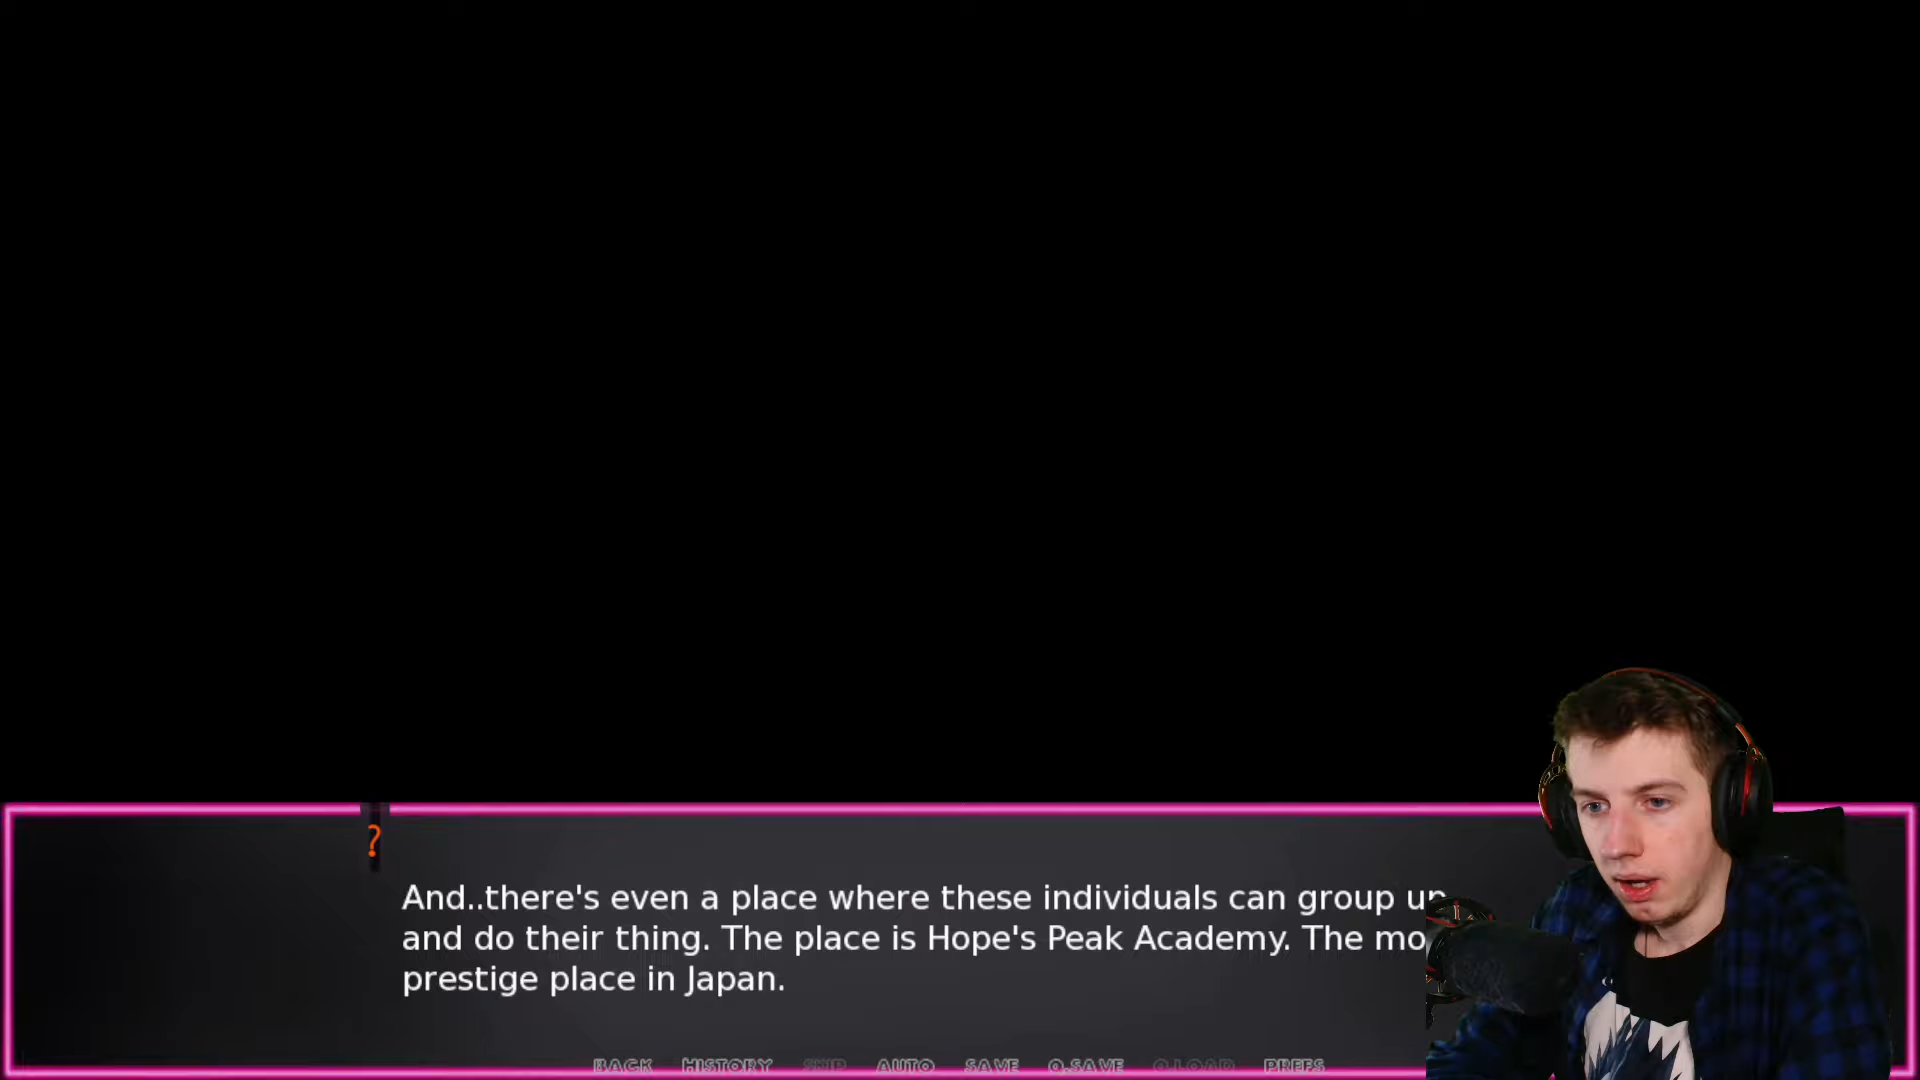 ?
And..there's even a place where these individuals can group up
and do their thing. The place is Hope's Peak Academy. The
prestige place in Japan.
BACK HISTORY SKIP AUTO SAVE Q.SAVE Q.LOAD PREFS